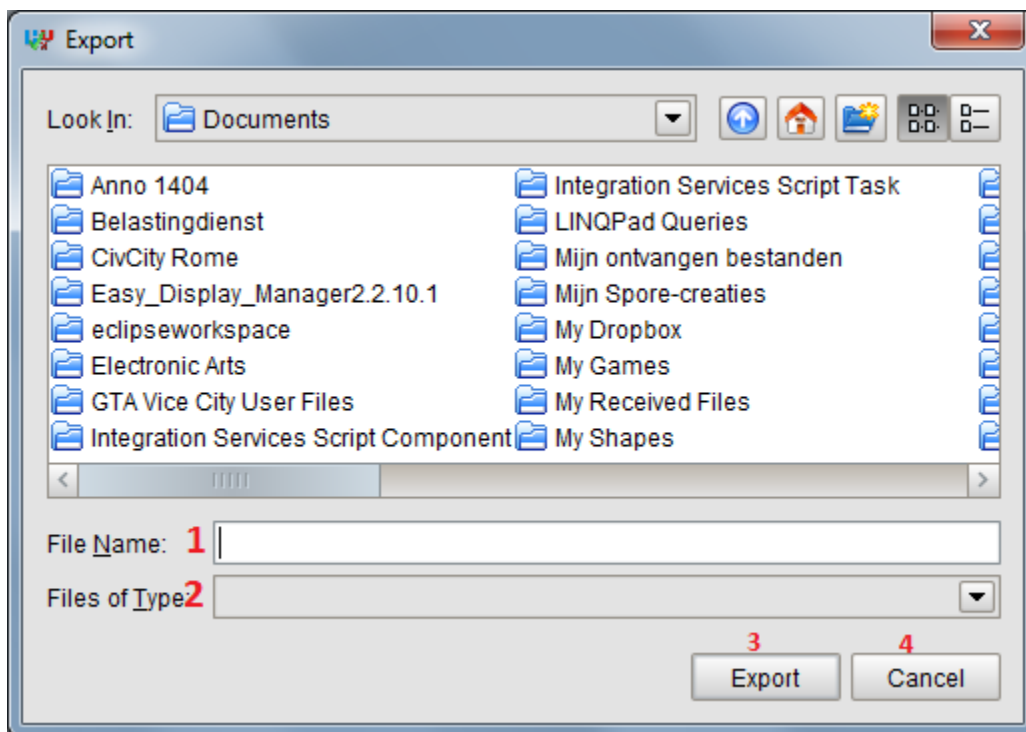 Export
Look In: Documents
Anno 1404
Integration Services Script Task
Belastingdienst
LINQPad Queries
CivCity Rome
Mijn ontvangen bestanden
Easy_Display_Manager2.2.10.1
Mijn Spore-creaties
eclipseworkspace
My Dropbox
Electronic Arts
My Games
GTA Vice City User Files
My Received Files
Integration Services Script Component
My Shapes
File Name: 1
Files of Type: 2
3 4
Export Cancel